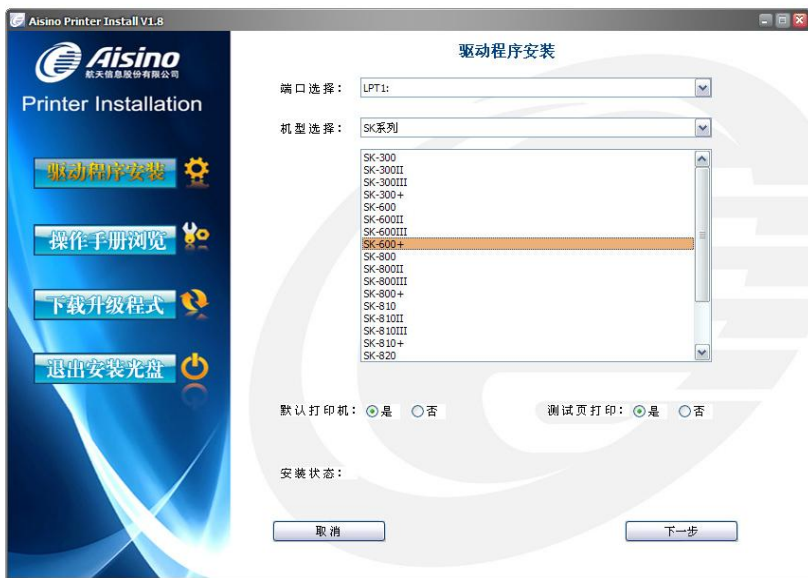 Aisino Printer Install V1.8
Aisino
航天信息股份有限公司
Printer Installation
驱动程序安装
操作手册浏览
下载升级程式
退出安装光盘
驱动程序安装
端口选择： LPT1:
机型选择： SK系列
SK-300
SK-300II
SK-300III
SK-300+
SK-600
SK-600II
SK-600III
SK-600+
SK-800
SK-800II
SK-800III
SK-800+
SK-810
SK-810II
SK-810III
SK-810+
SK-820
默认打印机： 是 否 测试页打印： 是 否
安装状态：
取消 下一步